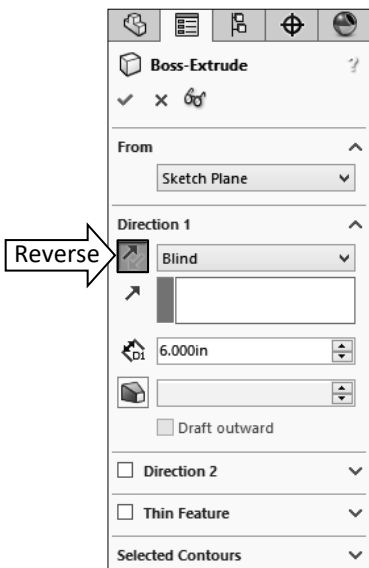 Boss-Extrude
?
From
Sketch Plane
Direction 1
Reverse
Blind
D1
6.000in
Draft outward
Direction 2
Thin Feature
Selected Contours